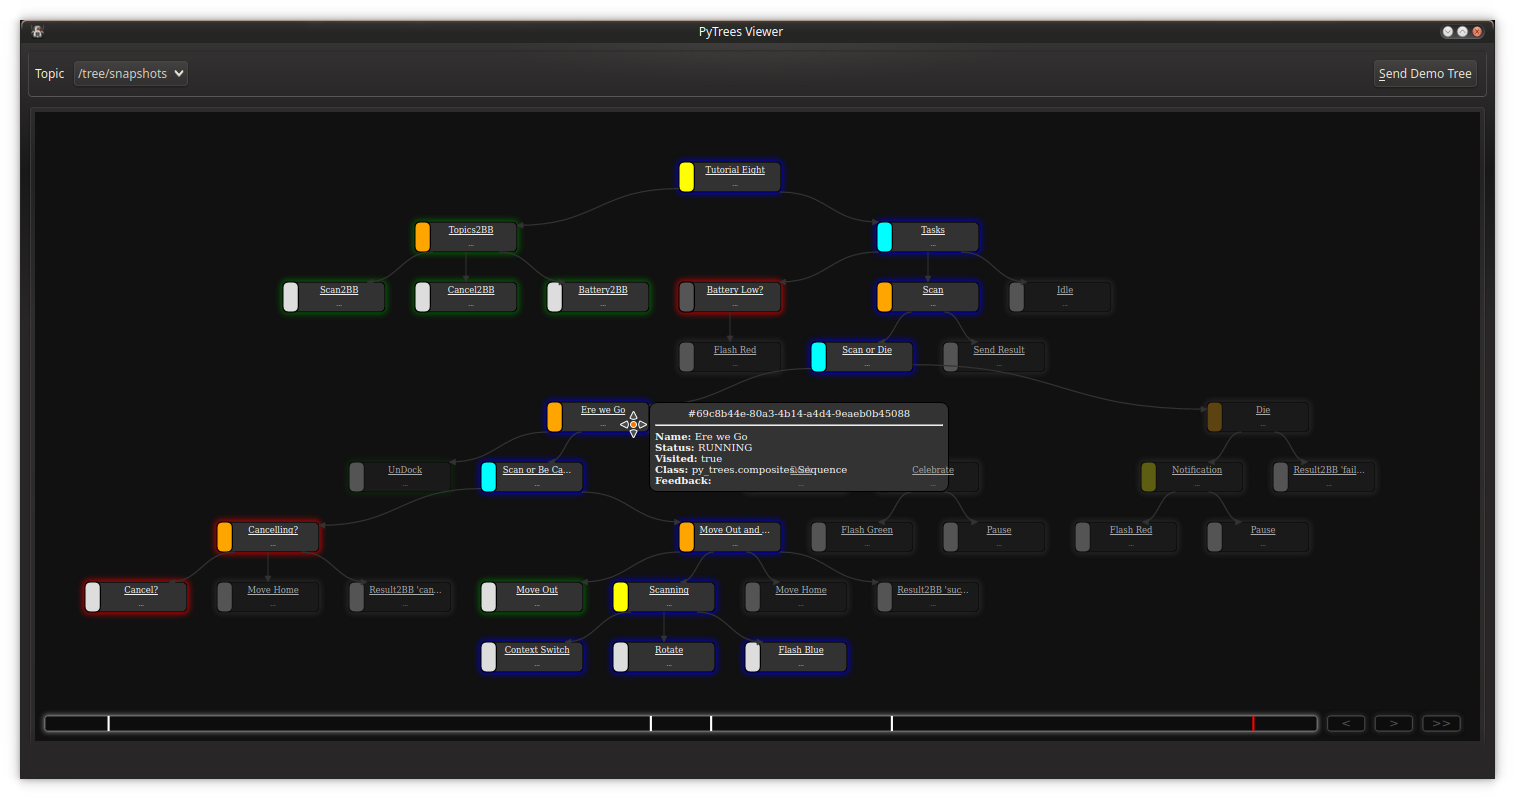 PyTrees Viewer
Topic
/tree/snapshots
Send Demo Tree
Tutorial Eight
...
Topics2BB
...
Tasks
...
Scan2BB
...
Cancel2BB
...
Battery2BB
...
Battery Low?
...
Scan
...
Idle
...
Flash Red
...
Scan or Die
...
Send Result
...
Ere we Go
...
#69c8b44e-80a3-4b14-a4d4-9eaeb0b45088
Name: Ere we Go
Status: RUNNING
Visited: true
Class: py_trees.composites.Sequence
Feedback:
Die
...
UnDock
...
Scan or Be Ca...
...
Celebrate
Notification
...
Result2BB 'fail...
...
Cancelling?
...
Move Out and ...
...
Flash Green
...
Pause
...
Flash Red
...
Pause
...
Cancel?
...
Move Home
...
Result2BB 'can...
...
Move Out
...
Scanning
...
Move Home
...
Result2BB 'suc...
...
Context Switch
...
Rotate
...
Flash Blue
...
<
>
>>